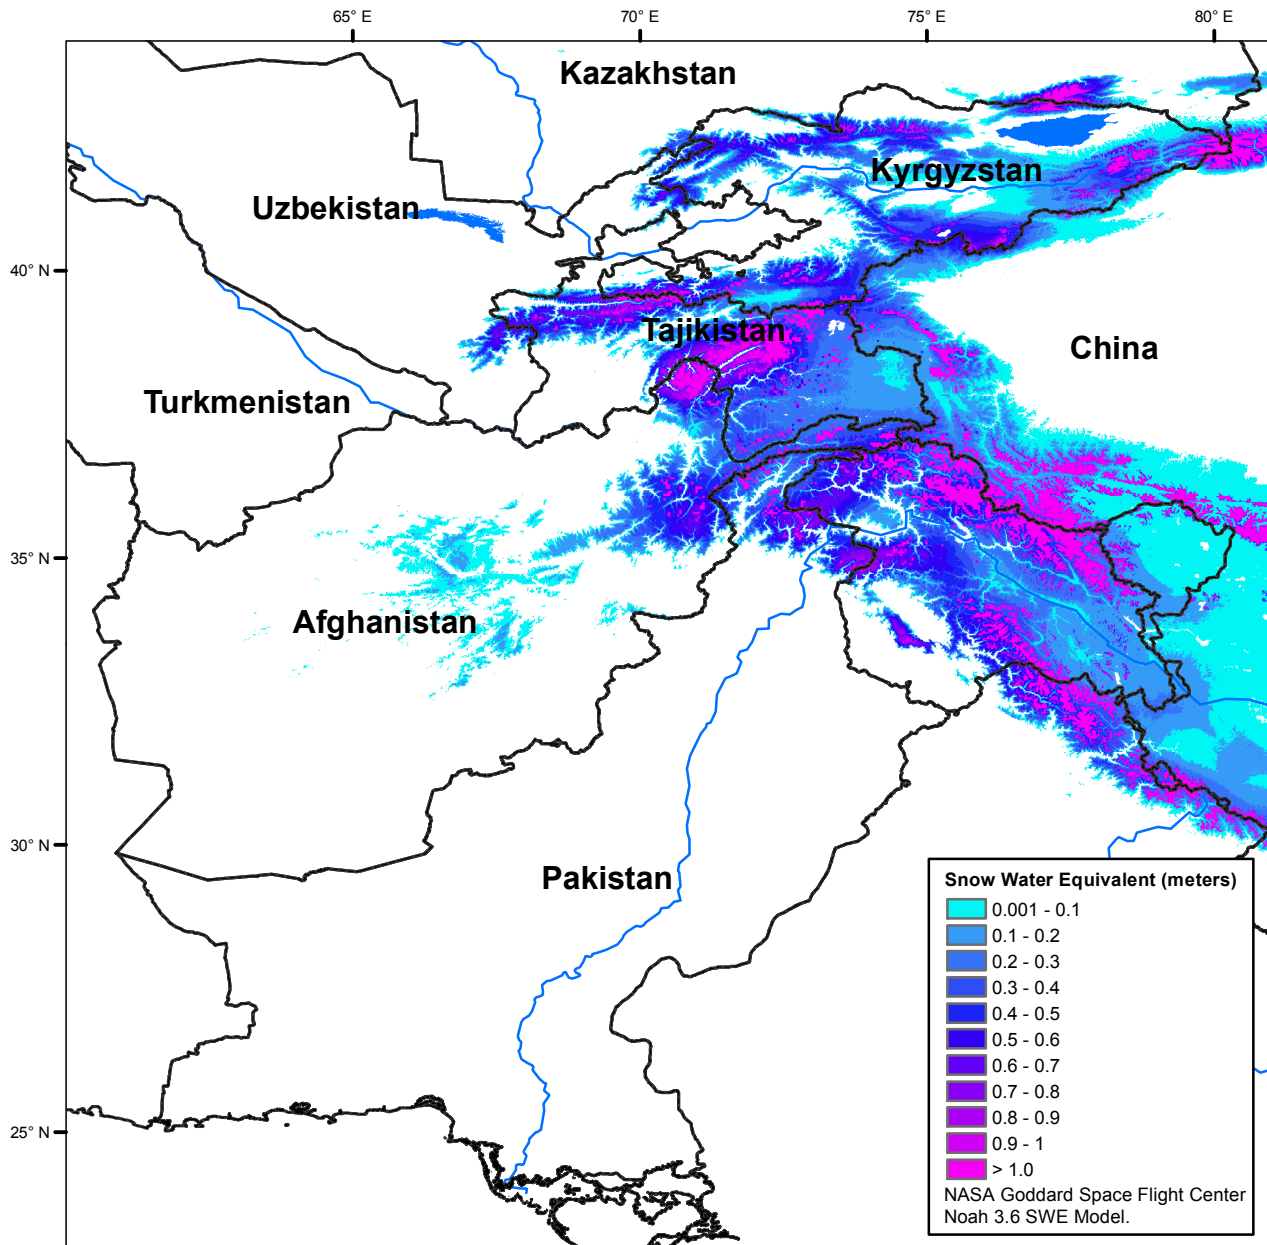 65° E
70° E
75° E
80° E
Kazakhstan
Kyrgyzstan
Uzbekistan
40° N
Tajikistan
China
Turkmenistan
35° N
Afghanistan
30° N
Pakistan
25° N
Snow Water Equivalent (meters)
0.001 - 0.1
0.1 - 0.2
0.2 - 0.3
0.3 - 0.4
0.4 - 0.5
0.5 - 0.6
0.6 - 0.7
0.7 - 0.8
0.8 - 0.9
0.9 - 1
> 1.0
NASA Goddard Space Flight Center
Noah 3.6 SWE Model.